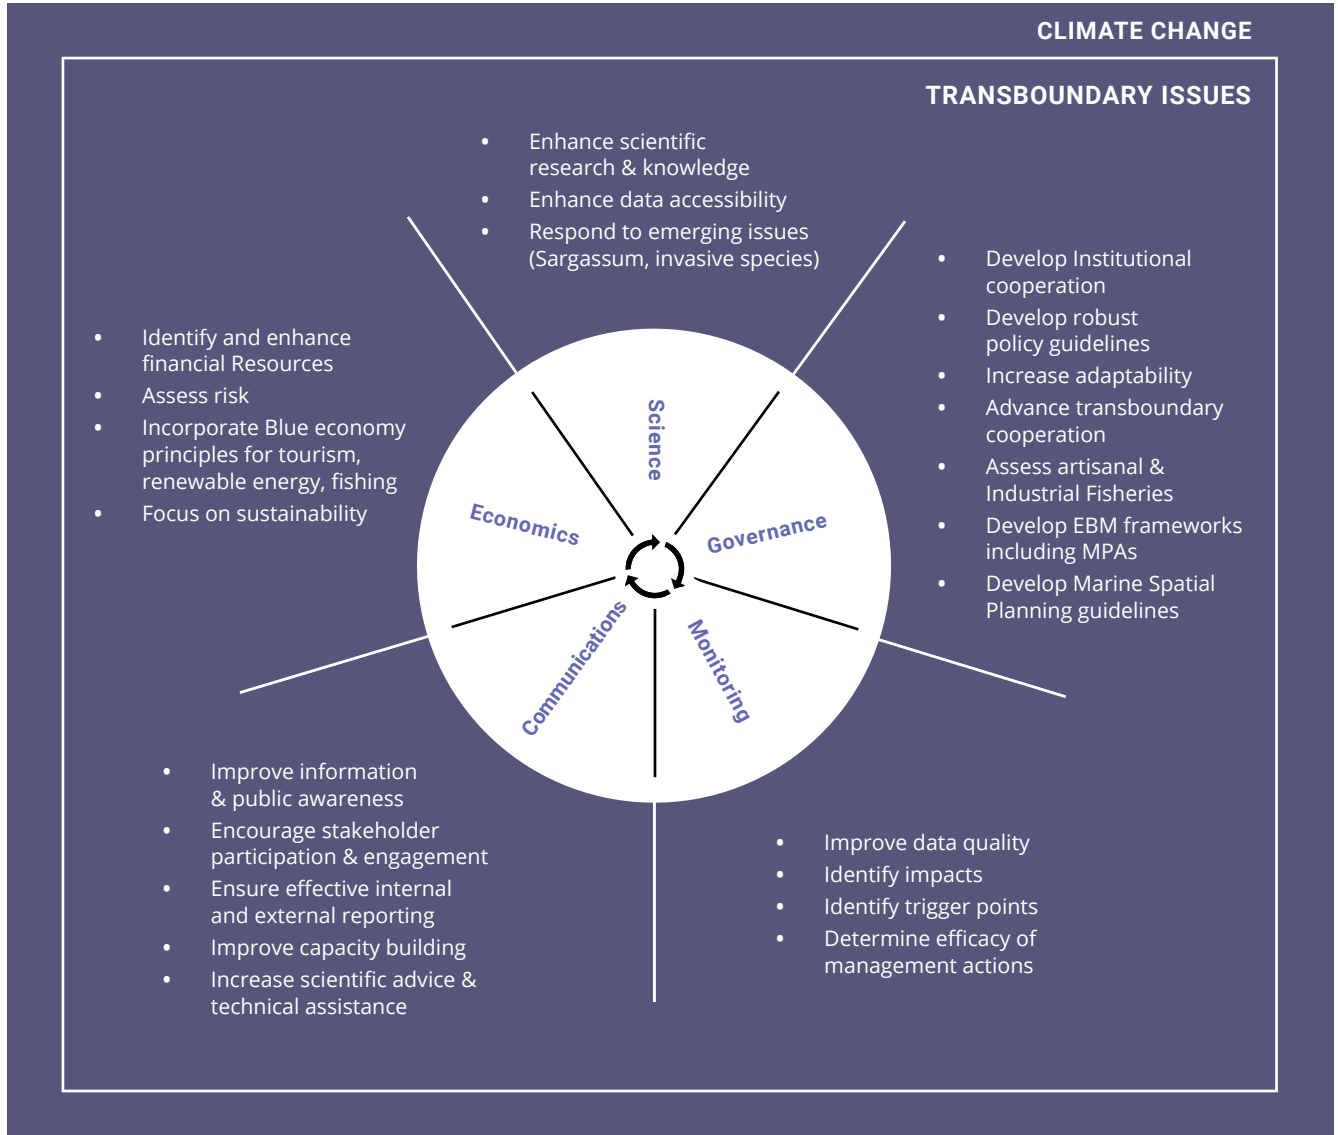 CLIMATE CHANGE
TRANSBOUNDARY ISSUES
• Enhance scientific
research & knowledge
• Enhance data accessibility
• Respond to emerging issues
(Sargassum, invasive species)
• Develop Institutional
cooperation
• Develop robust
policy guidelines
• Increase adaptability
• Advance transboundary
cooperation
• Assess artisanal &
Industrial Fisheries
• Develop EBM frameworks
including MPAs
• Develop Marine Spatial
Planning guidelines
• Identify and enhance
financial Resources
• Assess risk
• Incorporate Blue economy
principles for tourism,
renewable energy, fishing
• Focus on sustainability
Science
Economics
Governance
Communications
Monitoring
• Improve information
& public awareness
• Encourage stakeholder
participation & engagement
• Ensure effective internal
and external reporting
• Improve capacity building
• Increase scientific advice &
technical assistance
• Improve data quality
• Identify impacts
• Identify trigger points
• Determine efficacy of
management actions